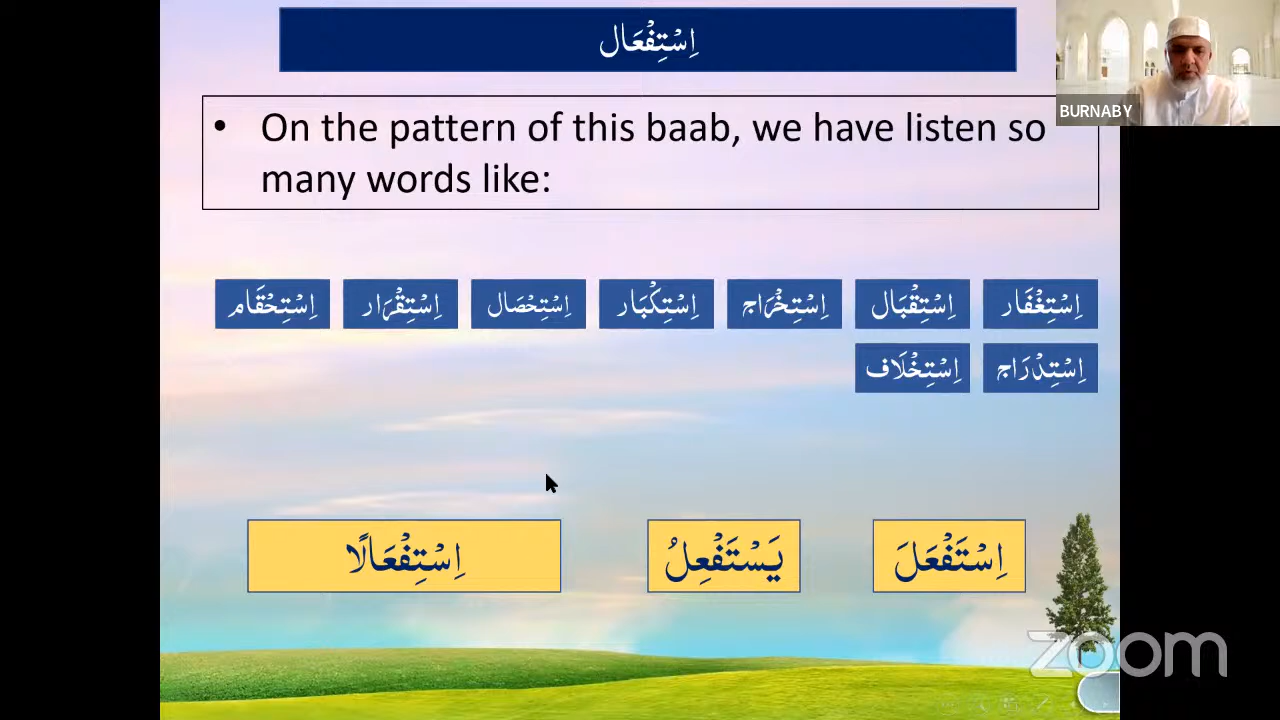 اِسْتِفْعَال
BURNABY
• On the pattern of this baab, we have listen so
many words like:
اِسْتِغْفَار اِسْتِقْبَال اِسْتِخْرَاج اِسْتِكْبَار اِسْتِحْصَال اِسْتِقْرَار اِسْتِحْقَام
اِسْتِدْرَاج اِسْتِخْلَاف
اِسْتَفْعَلَ يَسْتَفْعِلُ اِسْتِفْعَالًا
zoom